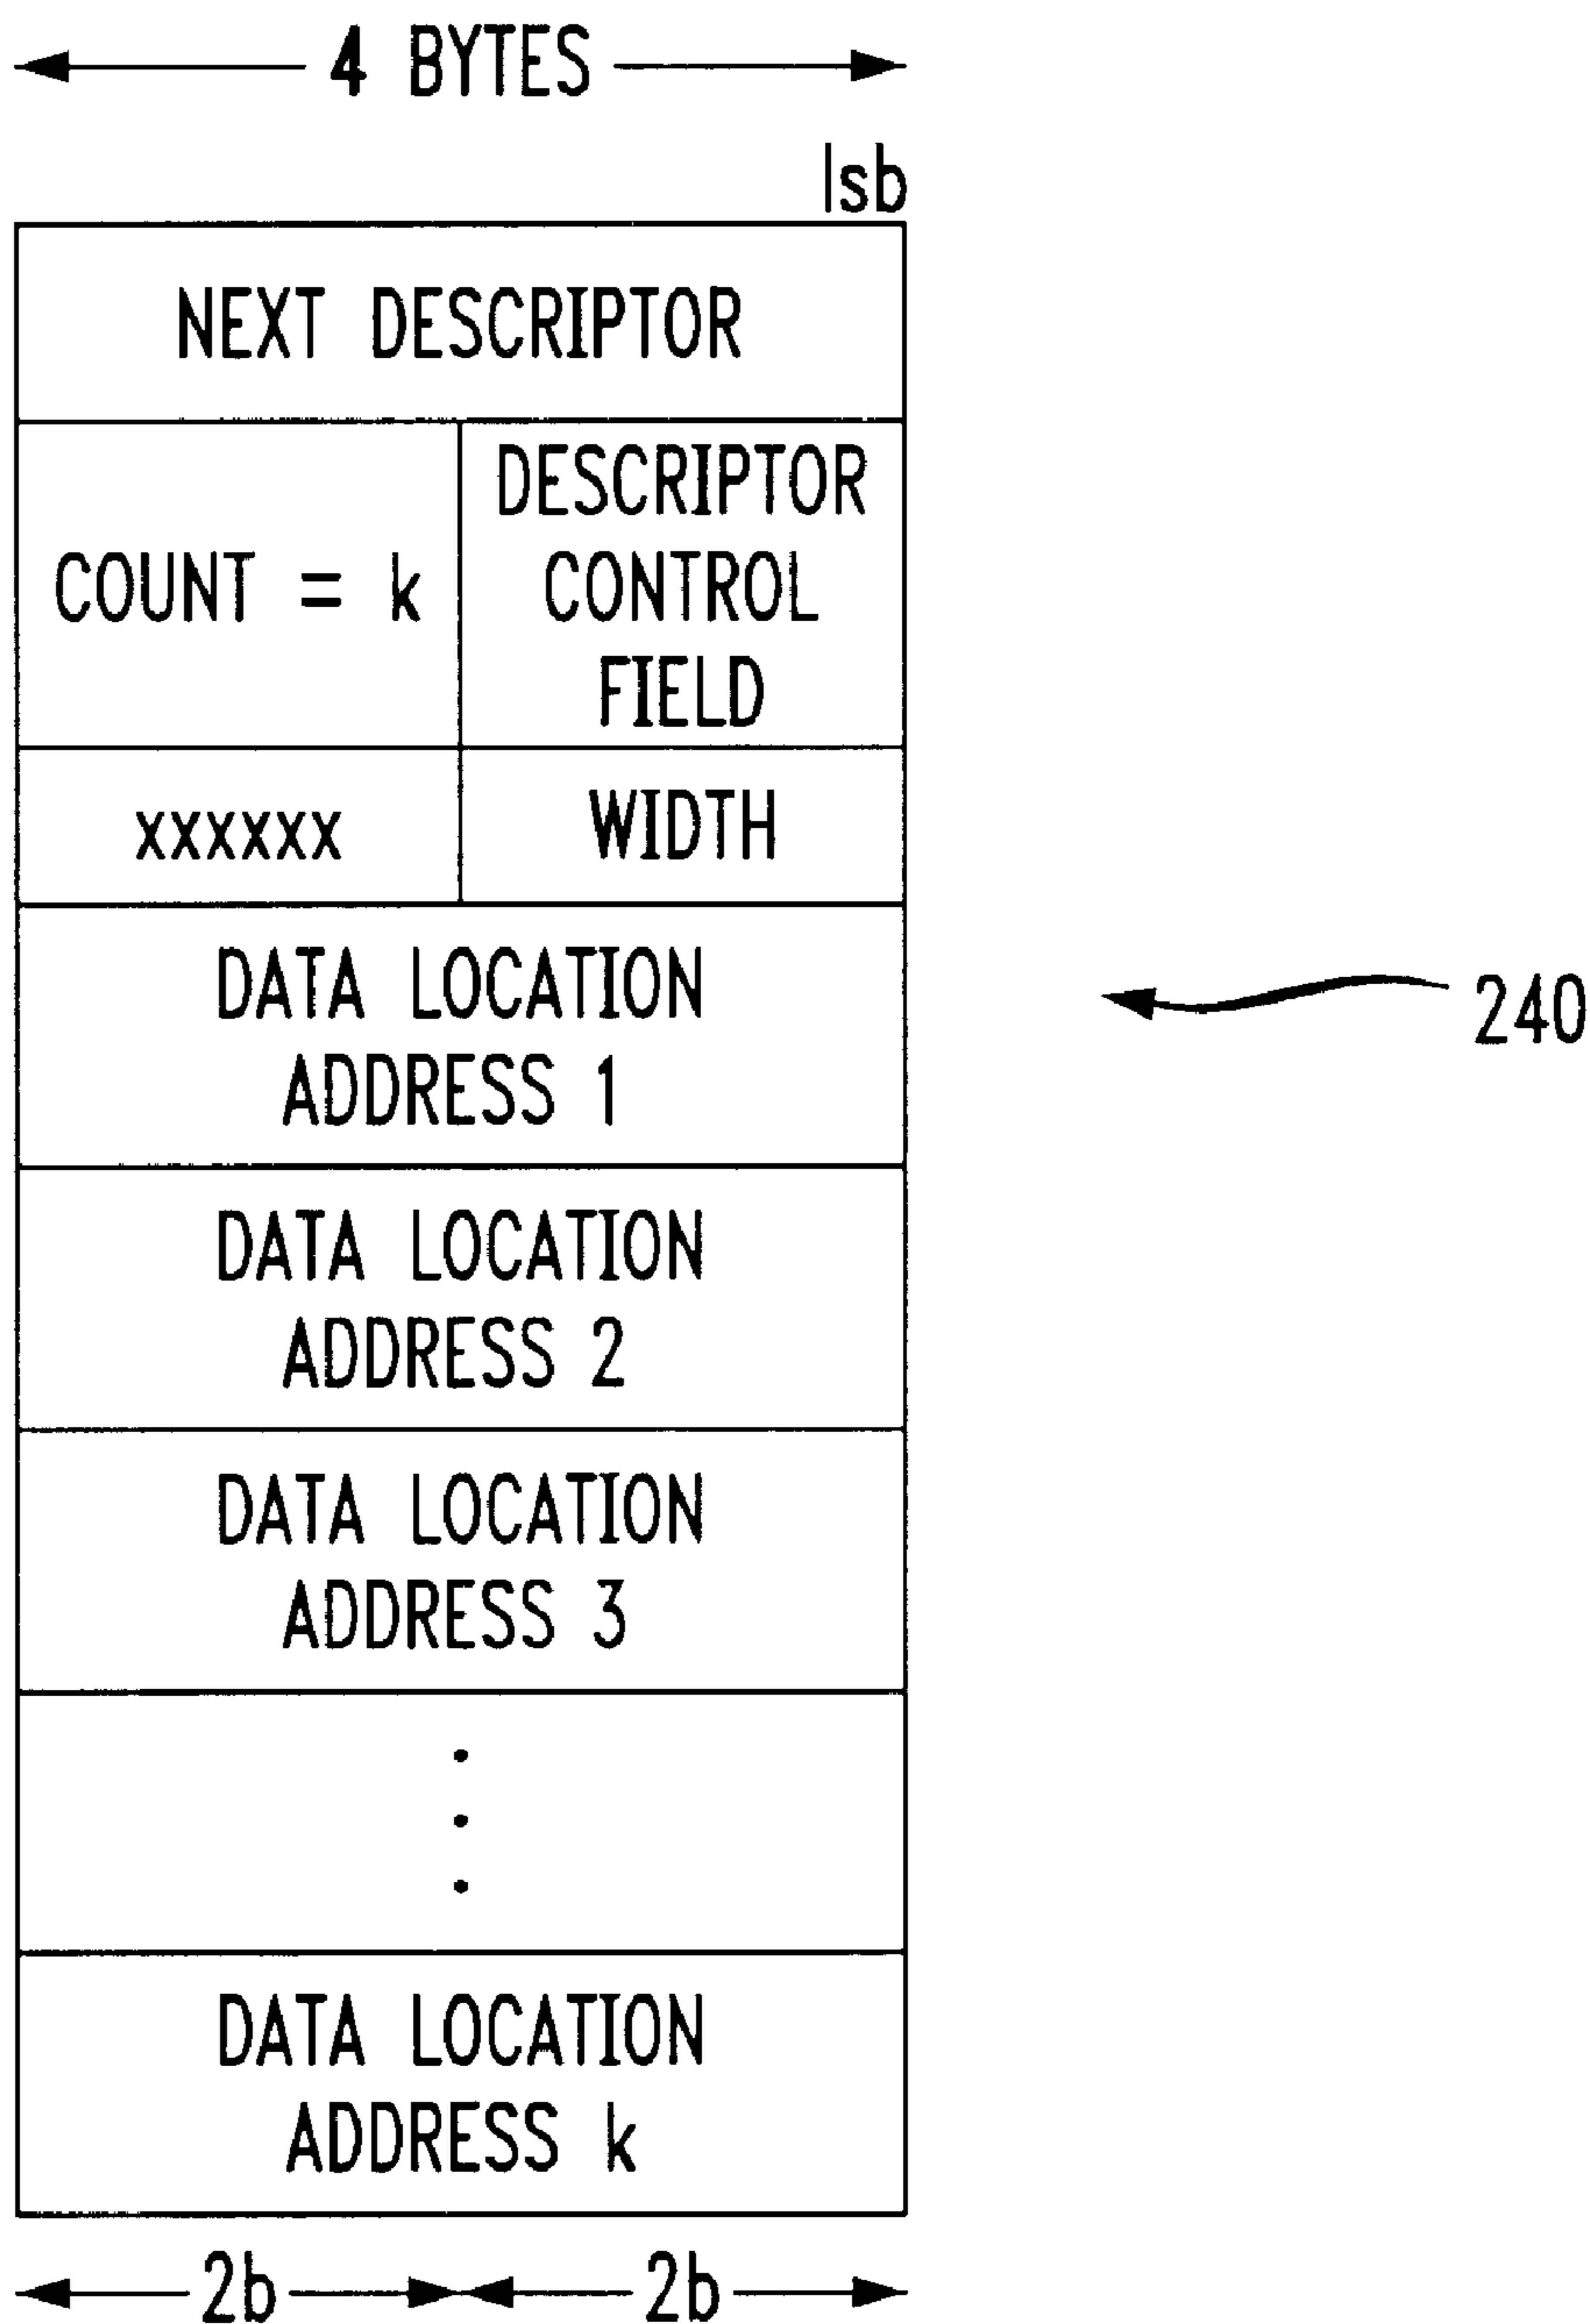 4 BYTES
lsb
NEXT DESCRIPTOR
COUNT = k
DESCRIPTOR
CONTROL
FIELD
xxxxxx
WIDTH
DATA LOCATION
ADDRESS 1
240
DATA LOCATION
ADDRESS 2
DATA LOCATION
ADDRESS 3
DATA LOCATION
ADDRESS k
2b
2b